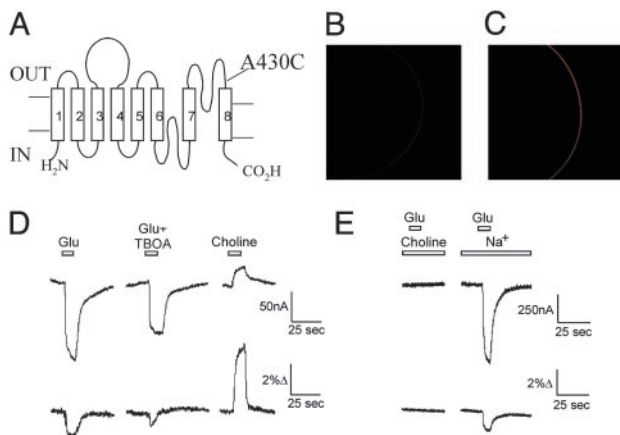 A
OUT
A430C
1 2 3 4 5 6 7 8
IN
H₂N
CO₂H
B
C
D
Glu
Glu+
TBOA
Choline
50nA
25 sec
2%Δ
25 sec
E
Glu
Glu
Choline
Na⁺
250nA
25 sec
2%Δ
25 sec